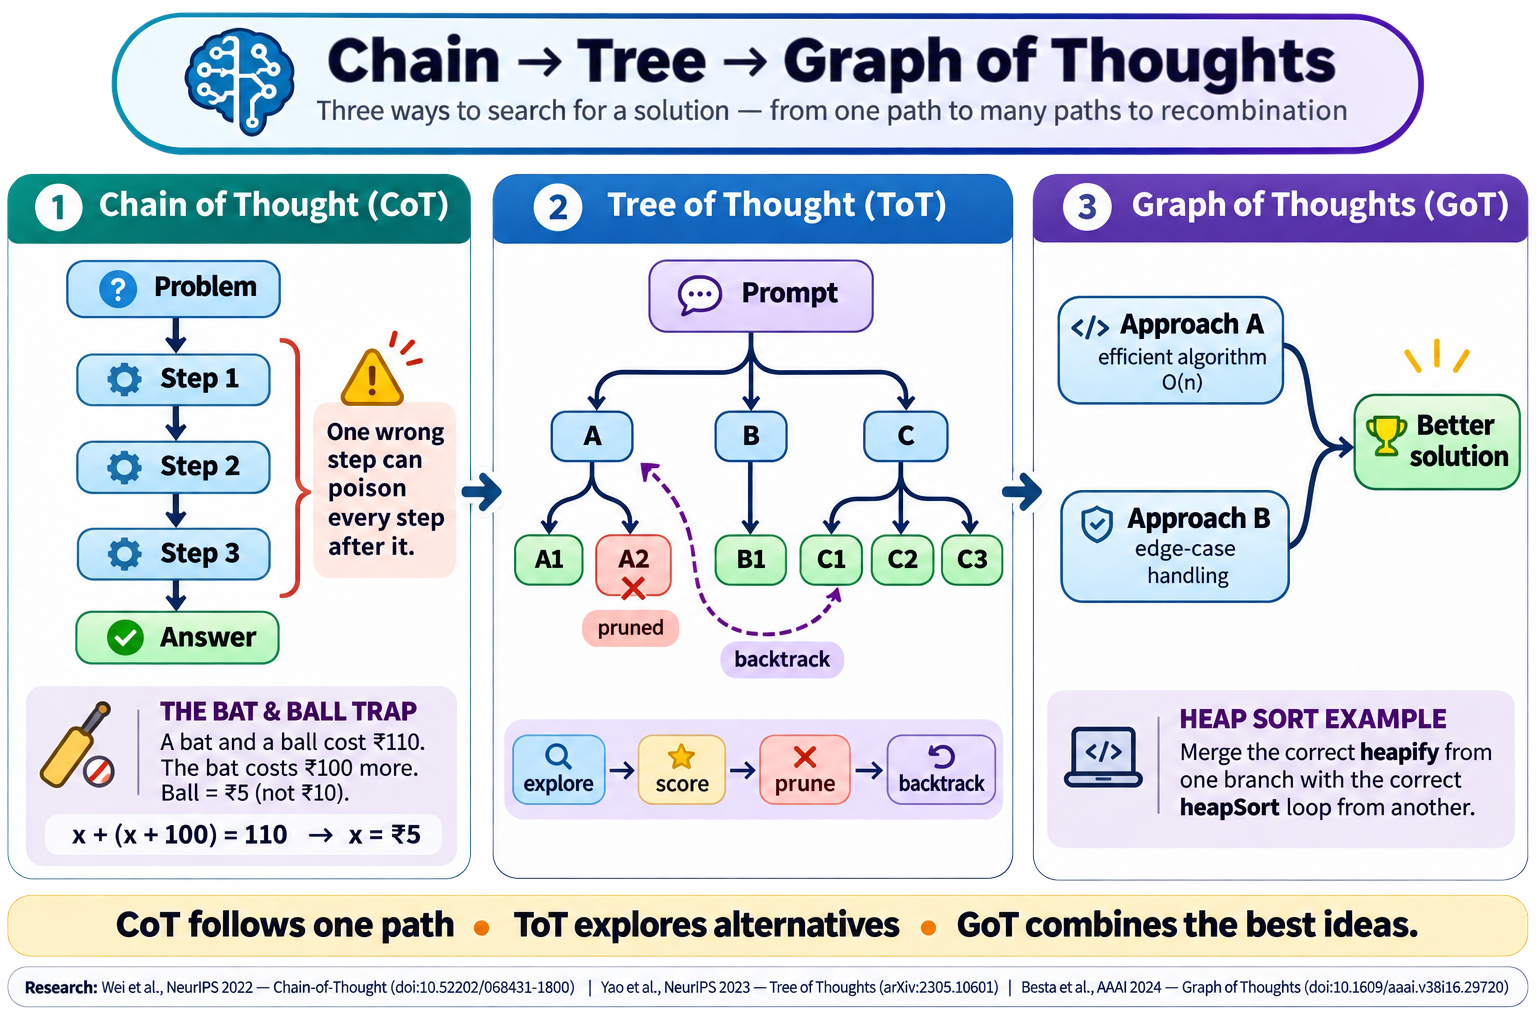 Chain → Tree → Graph of Thoughts
Three ways to search for a solution — from one path to many paths to recombination
1 Chain of Thought (CoT)
? Problem
Step 1
Step 2
Step 3
Answer
!
One wrong
step can
poison
every step
after it.
THE BAT & BALL TRAP
A bat and a ball cost ₹110.
The bat costs ₹100 more.
Ball = ₹5 (not ₹10).
x + (x + 100) = 110 → x = ₹5
2 Tree of Thought (ToT)
Prompt
A B C
A1 A2 B1 C1 C2 C3
pruned
backtrack
explore → score → prune → backtrack
3 Graph of Thoughts (GoT)
</> Approach A
efficient algorithm
O(n)
Approach B
edge-case
handling
Better
solution
</>
HEAP SORT EXAMPLE
Merge the correct heapify from
one branch with the correct
heapSort loop from another.
CoT follows one path • ToT explores alternatives • GoT combines the best ideas.
Research: Wei et al., NeurIPS 2022 — Chain-of-Thought (doi:10.52202/068431-1800) | Yao et al., NeurIPS 2023 — Tree of Thoughts (arXiv:2305.10601) | Besta et al., AAAI 2024 — Graph of Thoughts (doi:10.1609/aaai.v38i16.29720)